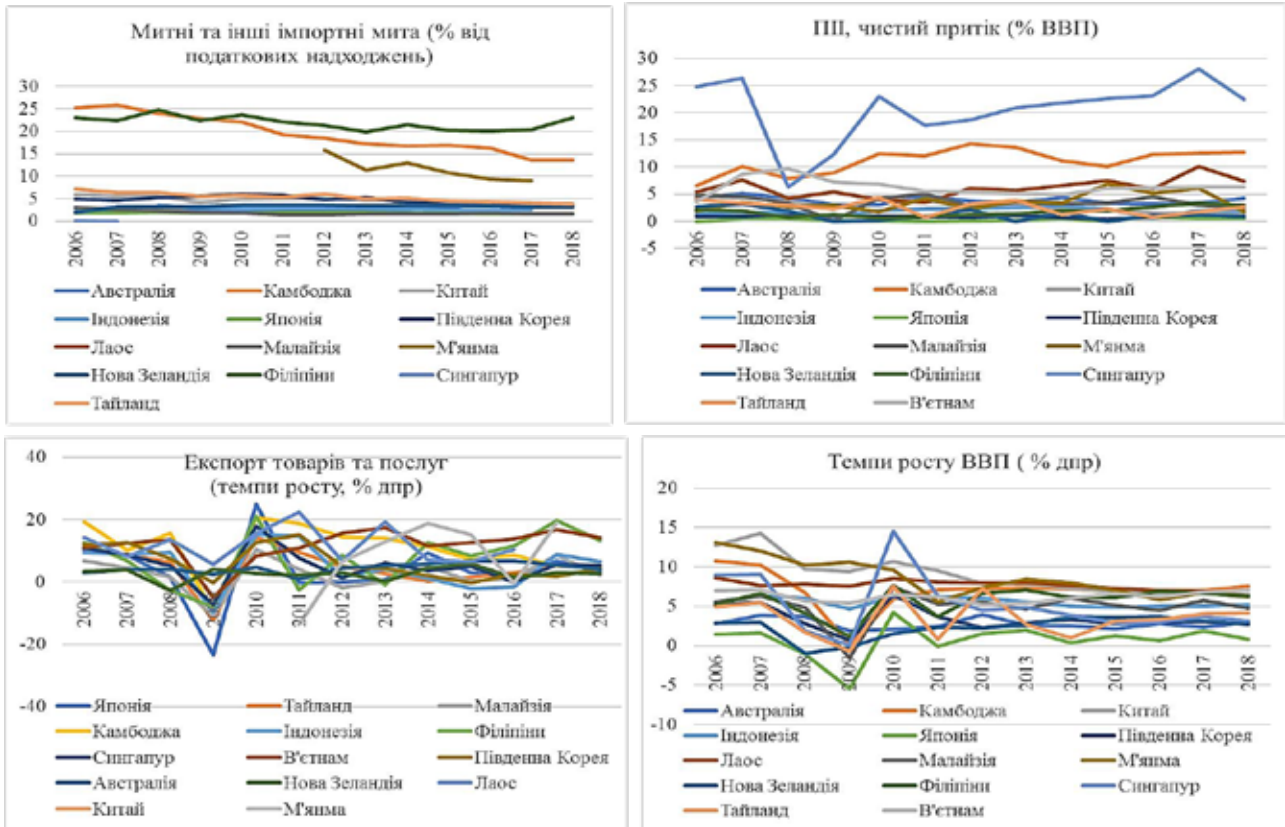 Митні та інші імпортні мита (% від
податкових надходжень)
30
25
20
15
10
5
0
2006 2007 2008 2009 2010 2011 2012 2013 2014 2015 2016 2017 2018
Австралія Камбоджа Китай
Індонезія Японія Південна Корея
Лаос Малайзія М'янма
Нова Зеландія Філіпіни Сингапур
Тайланд
ПІІ, чистий притік (% ВВП)
30
25
20
15
10
5
0
-5
2006 2007 2008 2009 2010 2011 2012 2013 2014 2015 2016 2017 2018
Австралія Камбоджа Китай
Індонезія Японія Південна Корея
Лаос Малайзія М'янма
Нова Зеландія Філіпіни Сингапур
Тайланд В'єтнам
Експорт товарів та послуг
(темпи росту, % дпр)
40
20
0
-20
-40
2006 2007 2008 2009 2010 2011 2012 2013 2014 2015 2016 2017 2018
Японія Тайланд Малайзія
Камбоджа Індонезія Філіпіни
Сингапур В'єтнам Південна Корея
Австралія Нова Зеландія Лаос
Китай М'янма
Темпи росту ВВП ( % дпр)
20
15
10
5
0
-5
-10
2006 2007 2008 2009 2010 2011 2012 2013 2014 2015 2016 2017 2018
Австралія Камбоджа Китай
Індонезія Японія Південна Корея
Лаос Малайзія М'янма
Нова Зеландія Філіпіни Сингапур
Тайланд В'єтнам